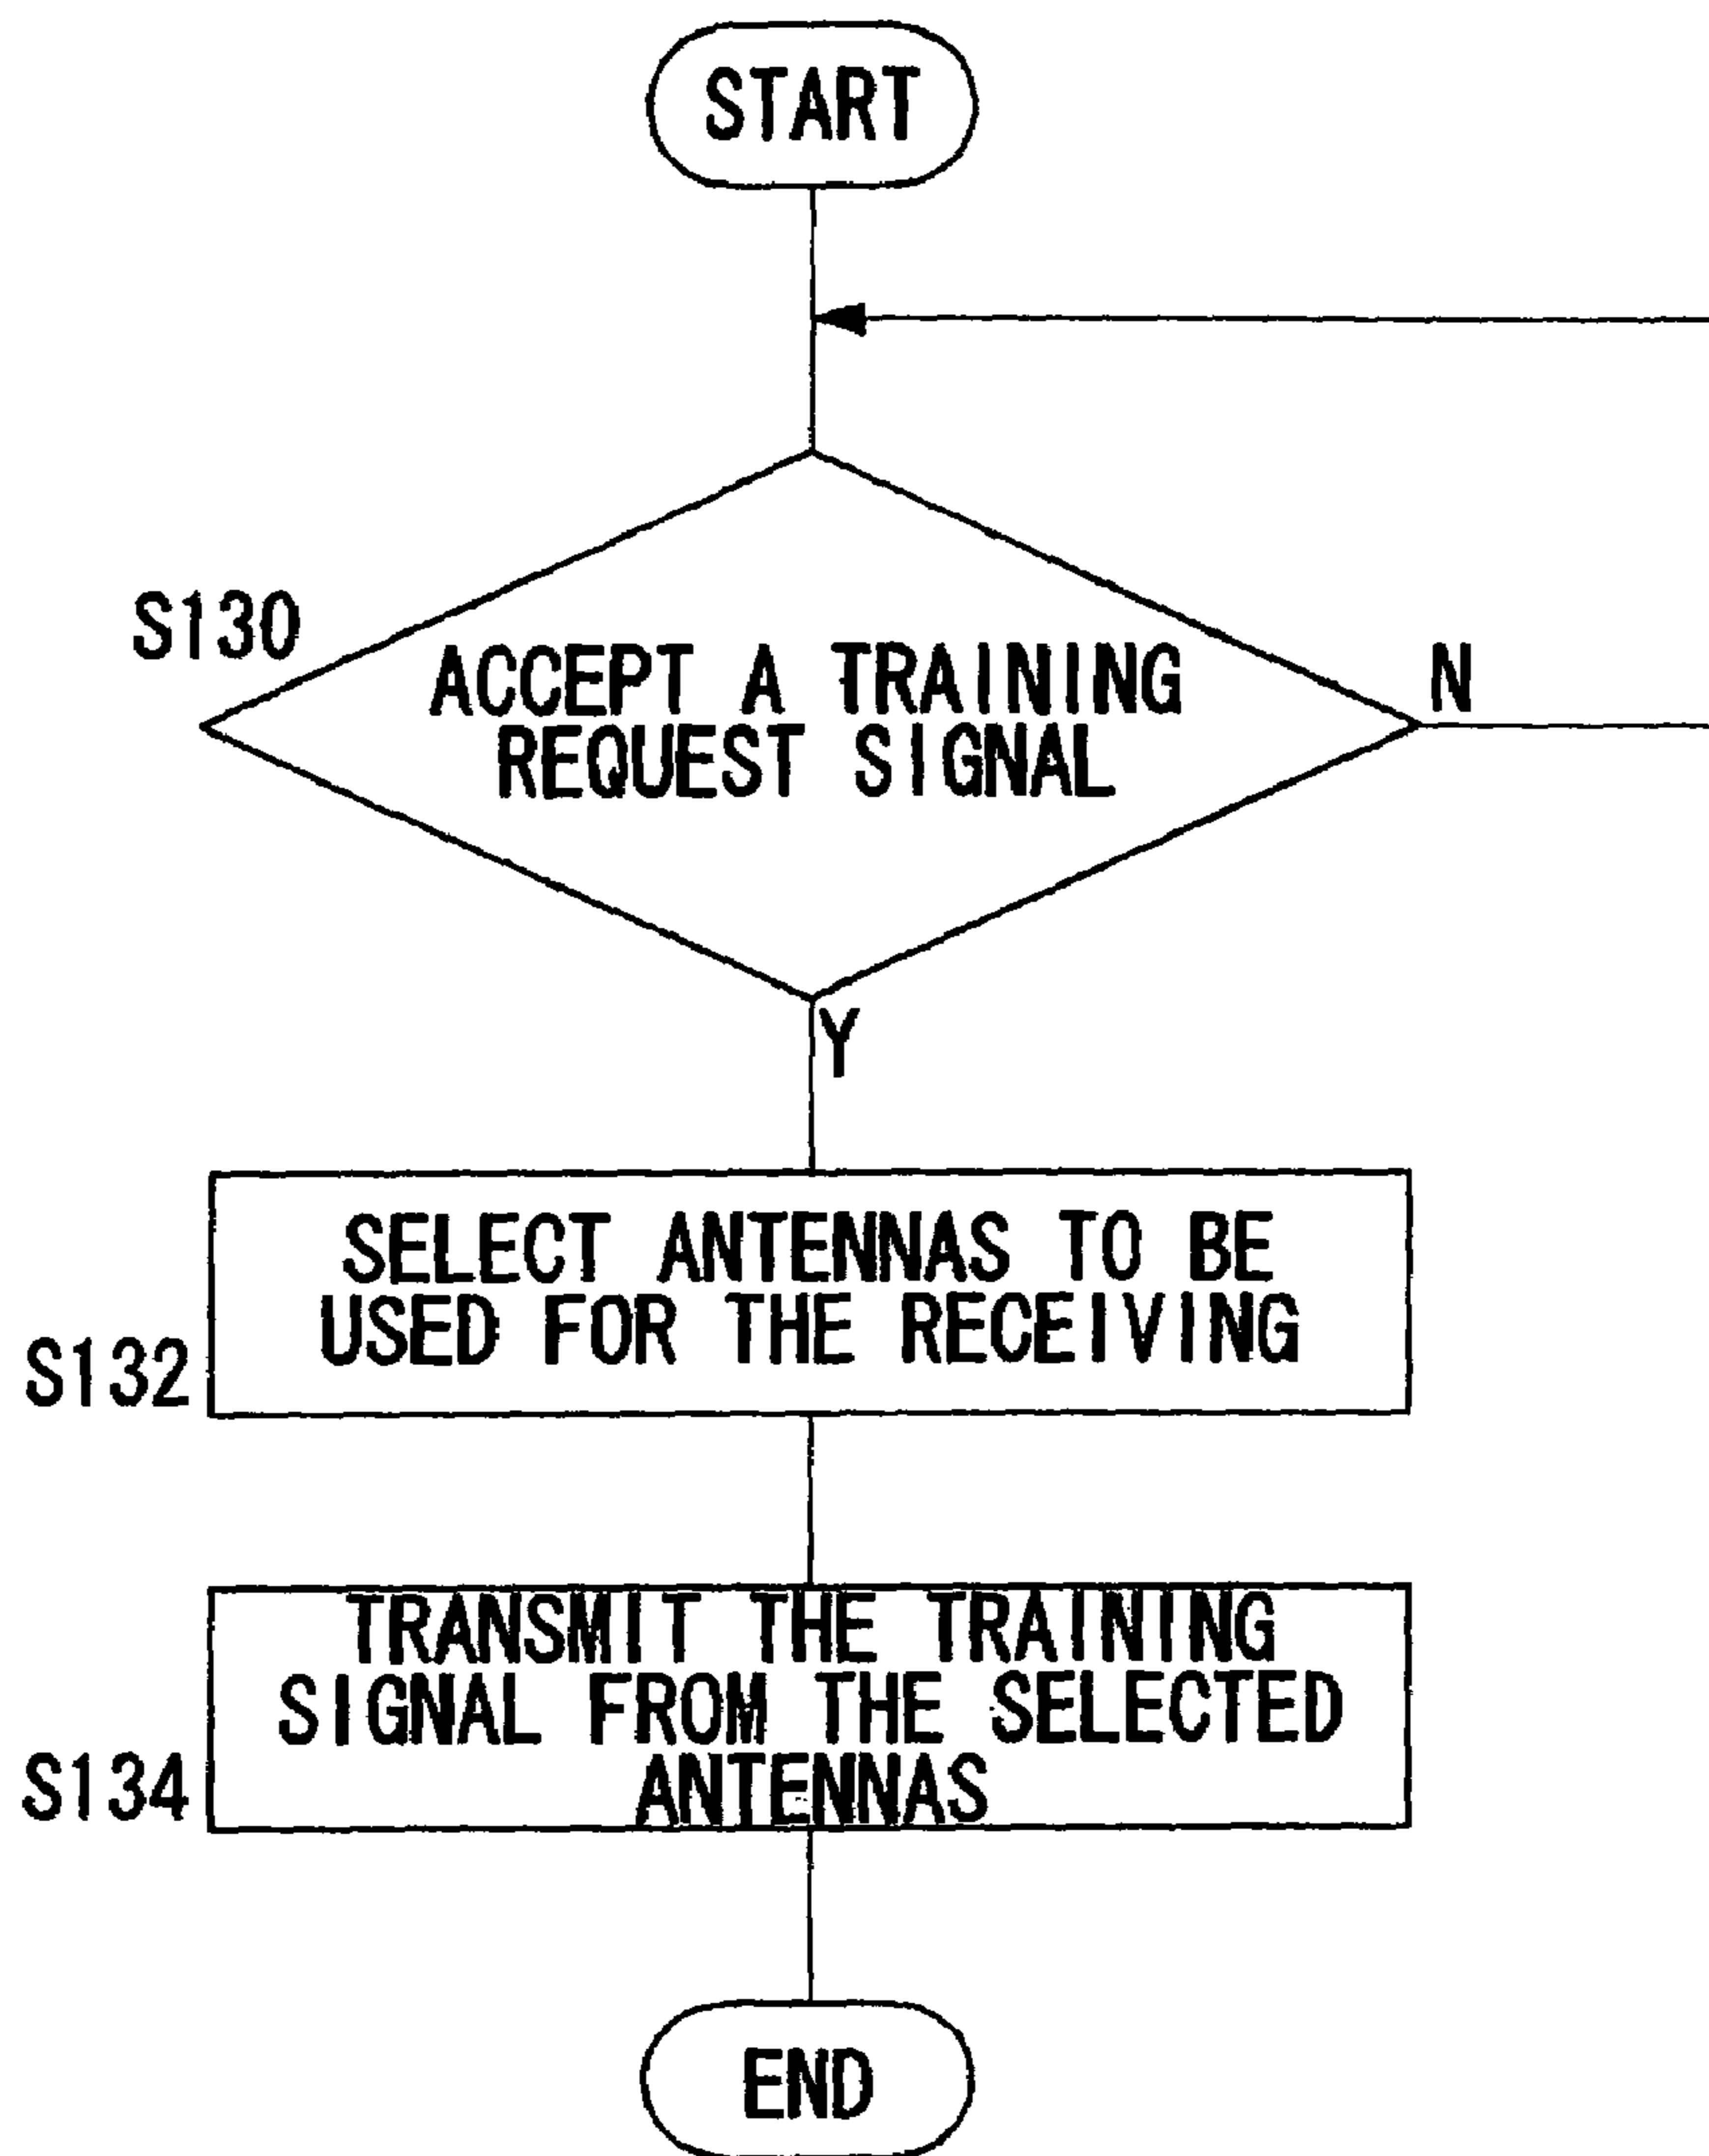 START
S130
ACCEPT A TRAINING
REQUEST SIGNAL
N
Y
SELECT ANTENNAS TO BE
USED FOR THE RECEIVING
S132
TRANSMIT THE TRAINING
SIGNAL FROM THE SELECTED
ANTENNAS
S134
END